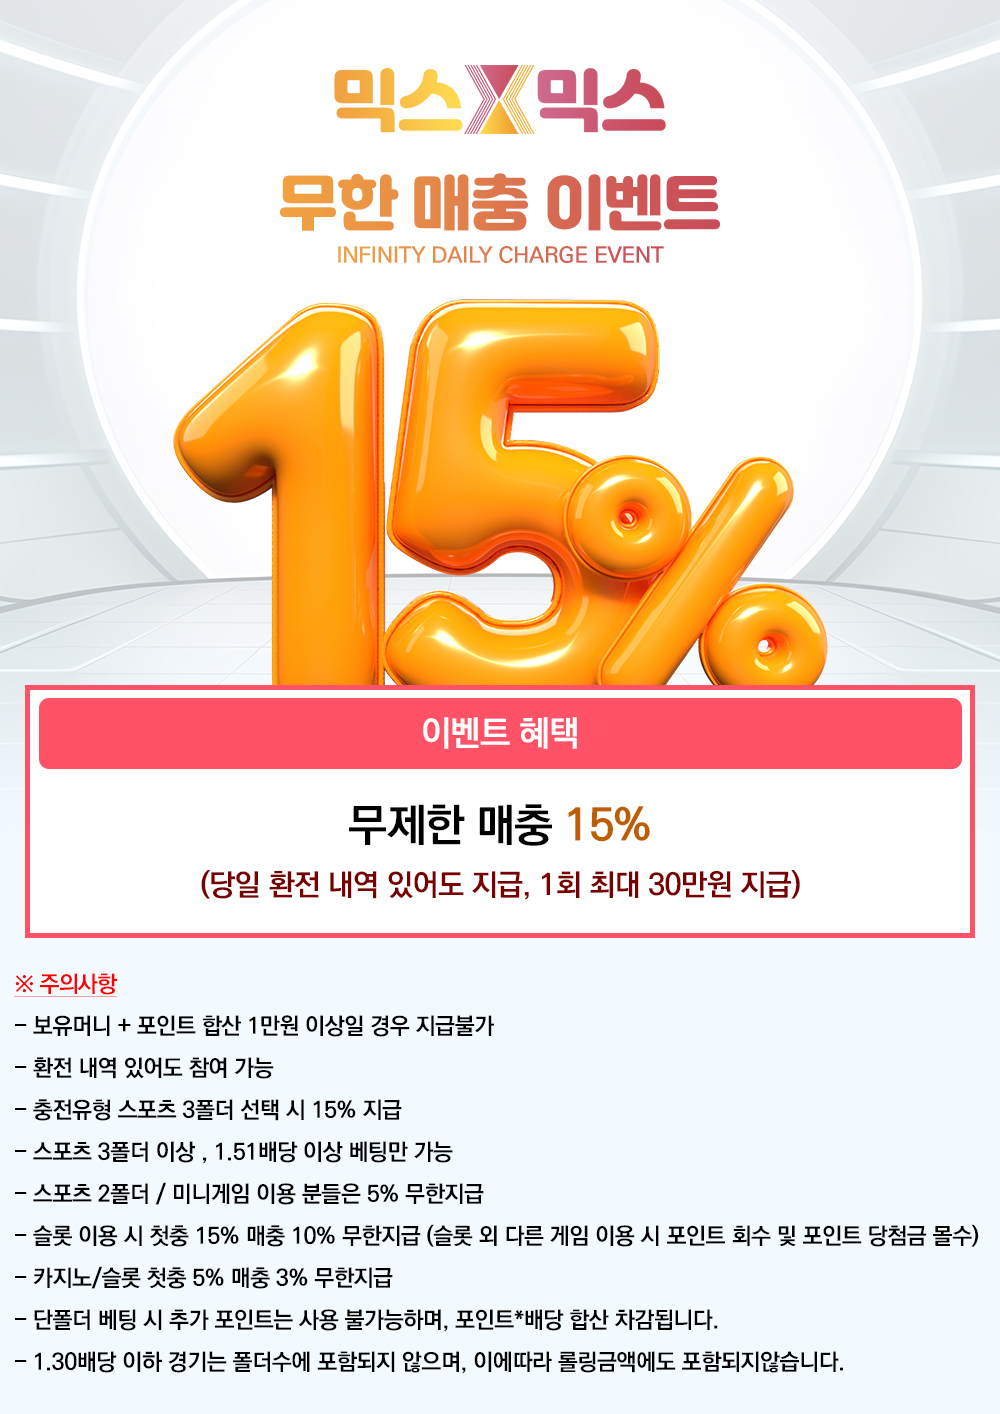 믹스 믹스
무한 매충 이벤트
INFINITY DAILY CHARGE EVENT
15%
이벤트 혜택
무제한 매충 15%
(당일 환전 내역 있어도 지급, 1회 최대 30만원 지급)
※ 주의사항
- 보유머니 + 포인트 합산 1만원 이상일 경우 지급불가
- 환전 내역 있어도 참여 가능
- 충전유형 스포츠 3폴더 선택 시 15% 지급
- 스포츠 3폴더 이상 , 1.51배당 이상 베팅만 가능
- 스포츠 2폴더 / 미니게임 이용 분들은 5% 무한지급
- 슬롯 이용 시 첫충 15% 매충 10% 무한지급 (슬롯 외 다른 게임 이용 시 포인트 회수 및 포인트 당첨금 몰수)
- 카지노/슬롯 첫충 5% 매충 3% 무한지급
- 단폴더 베팅 시 추가 포인트는 사용 불가능하며, 포인트*배당 합산 차감됩니다.
- 1.30배당 이하 경기는 폴더수에 포함되지 않으며, 이에따라 롤링금액에도 포함되지않습니다.